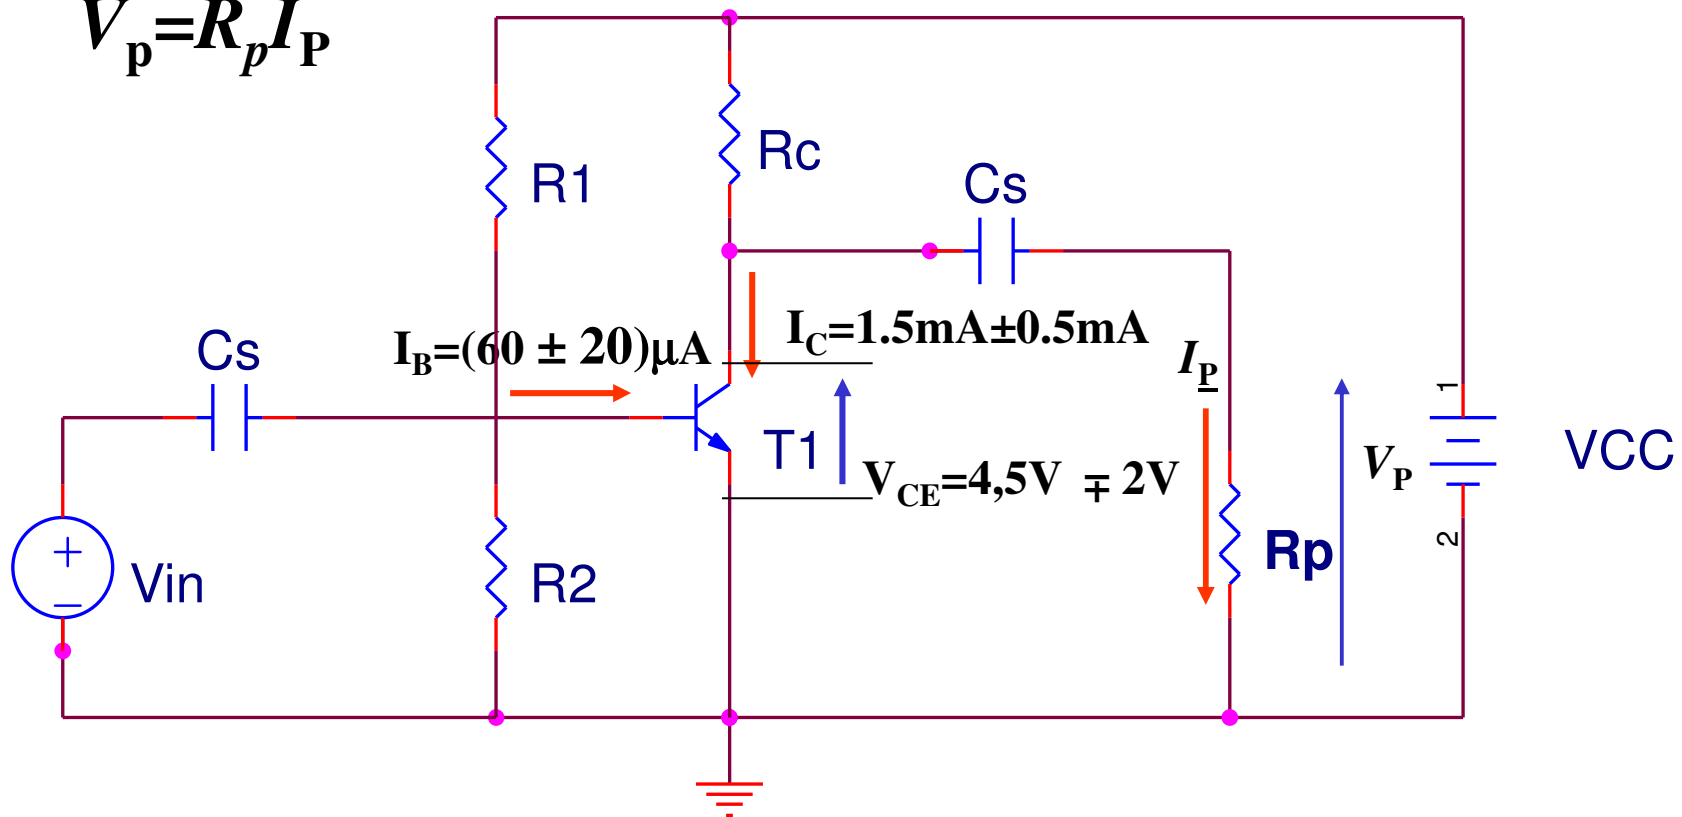 Vp=RpIP
Rc
R1
Cs
IC=1.5mA±0.5mA
IB=(60 ± 20)μA
Cs
IP
1
T1
VCC
VP
VCE=4,5V ∓ 2V
+
Rp
2
Vin
R2
−